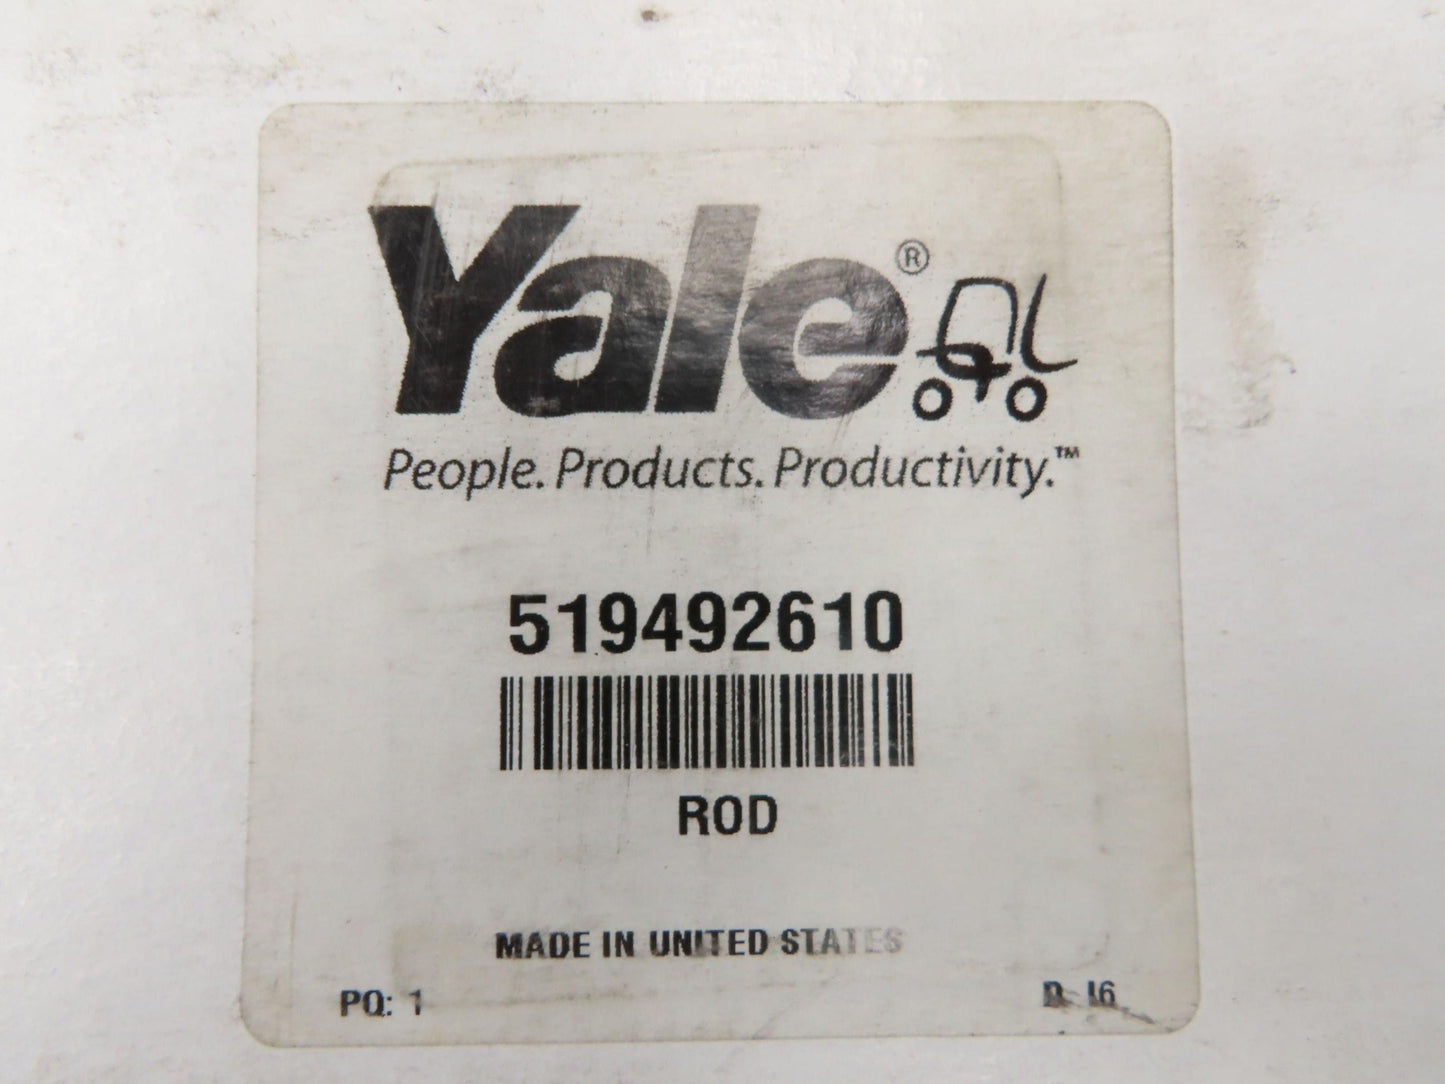 Yale®
People. Products. Productivity.™
519492610
ROD
MADE IN UNITED STATES
PQ: 1